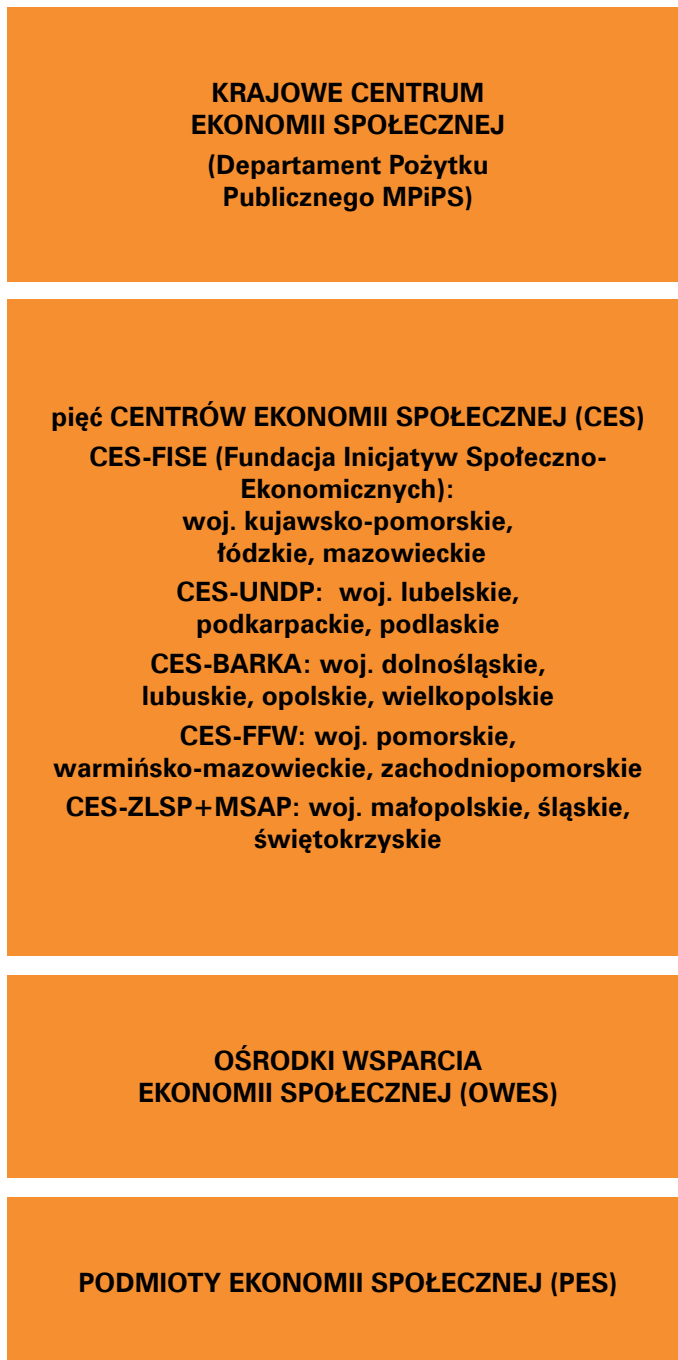 KRAJOWE CENTRUM
EKONOMII SPOŁECZNEJ
(Departament Pożytku
Publicznego MPiPS)
pięć CENTRÓW EKONOMII SPOŁECZNEJ (CES)
CES-FISE (Fundacja Inicjatyw Społeczno-
Ekonomicznych):
woj. kujawsko-pomorskie,
łódzkie, mazowieckie
CES-UNDP: woj. lubelskie,
podkarpackie, podlaskie
CES-BARKA: woj. dolnośląskie,
lubuskie, opolskie, wielkopolskie
CES-FFW: woj. pomorskie,
warmińsko-mazowieckie, zachodniopomorskie
CES-ZLSP+MSAP: woj. małopolskie, śląskie,
świętokrzyskie
OŚRODKI WSPARCIA
EKONOMII SPOŁECZNEJ (OWES)
PODMIOTY EKONOMII SPOŁECZNEJ (PES)